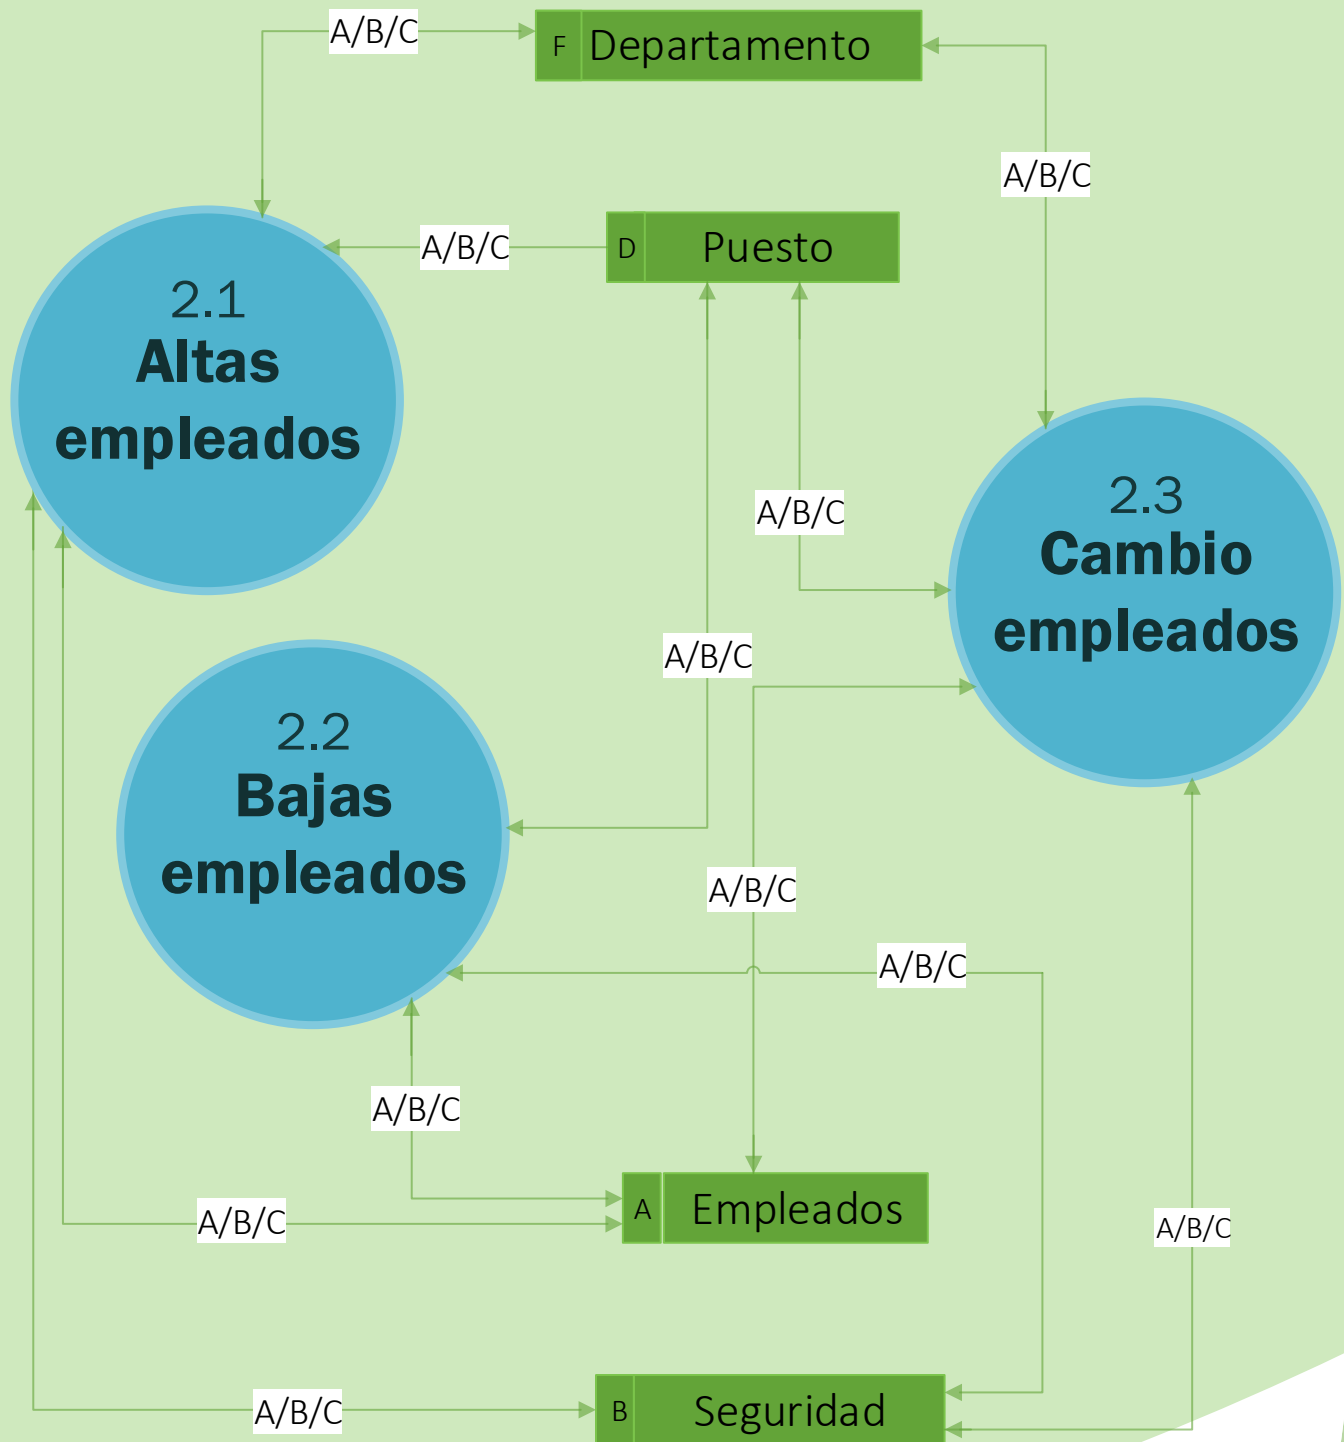 A/B/C
F Departamento
A/B/C
A/B/C
D Puesto
2.1
Altas
empleados
A/B/C
2.3
Cambio
empleados
A/B/C
2.2
Bajas
empleados
A/B/C
A/B/C
A/B/C
A Empleados
A/B/C
A/B/C
A/B/C
B Seguridad